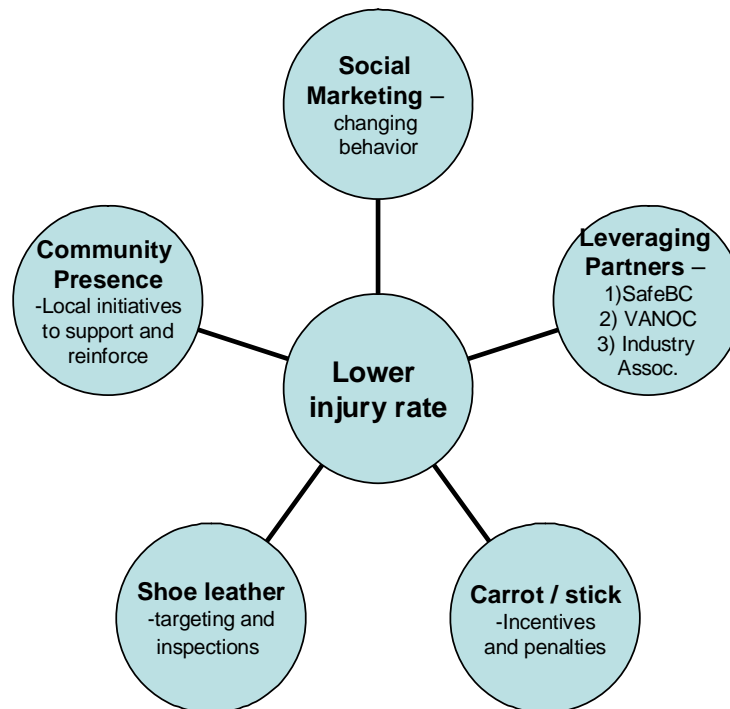 Social
Marketing –
changing
behavior
Community
Presence
-Local initiatives
to support and
reinforce
Leveraging
Partners –
1)SafeBC
2) VANOC
3) Industry
Assoc.
Lower
injury rate
Shoe leather
-targeting and
inspections
Carrot / stick
-Incentives
and penalties